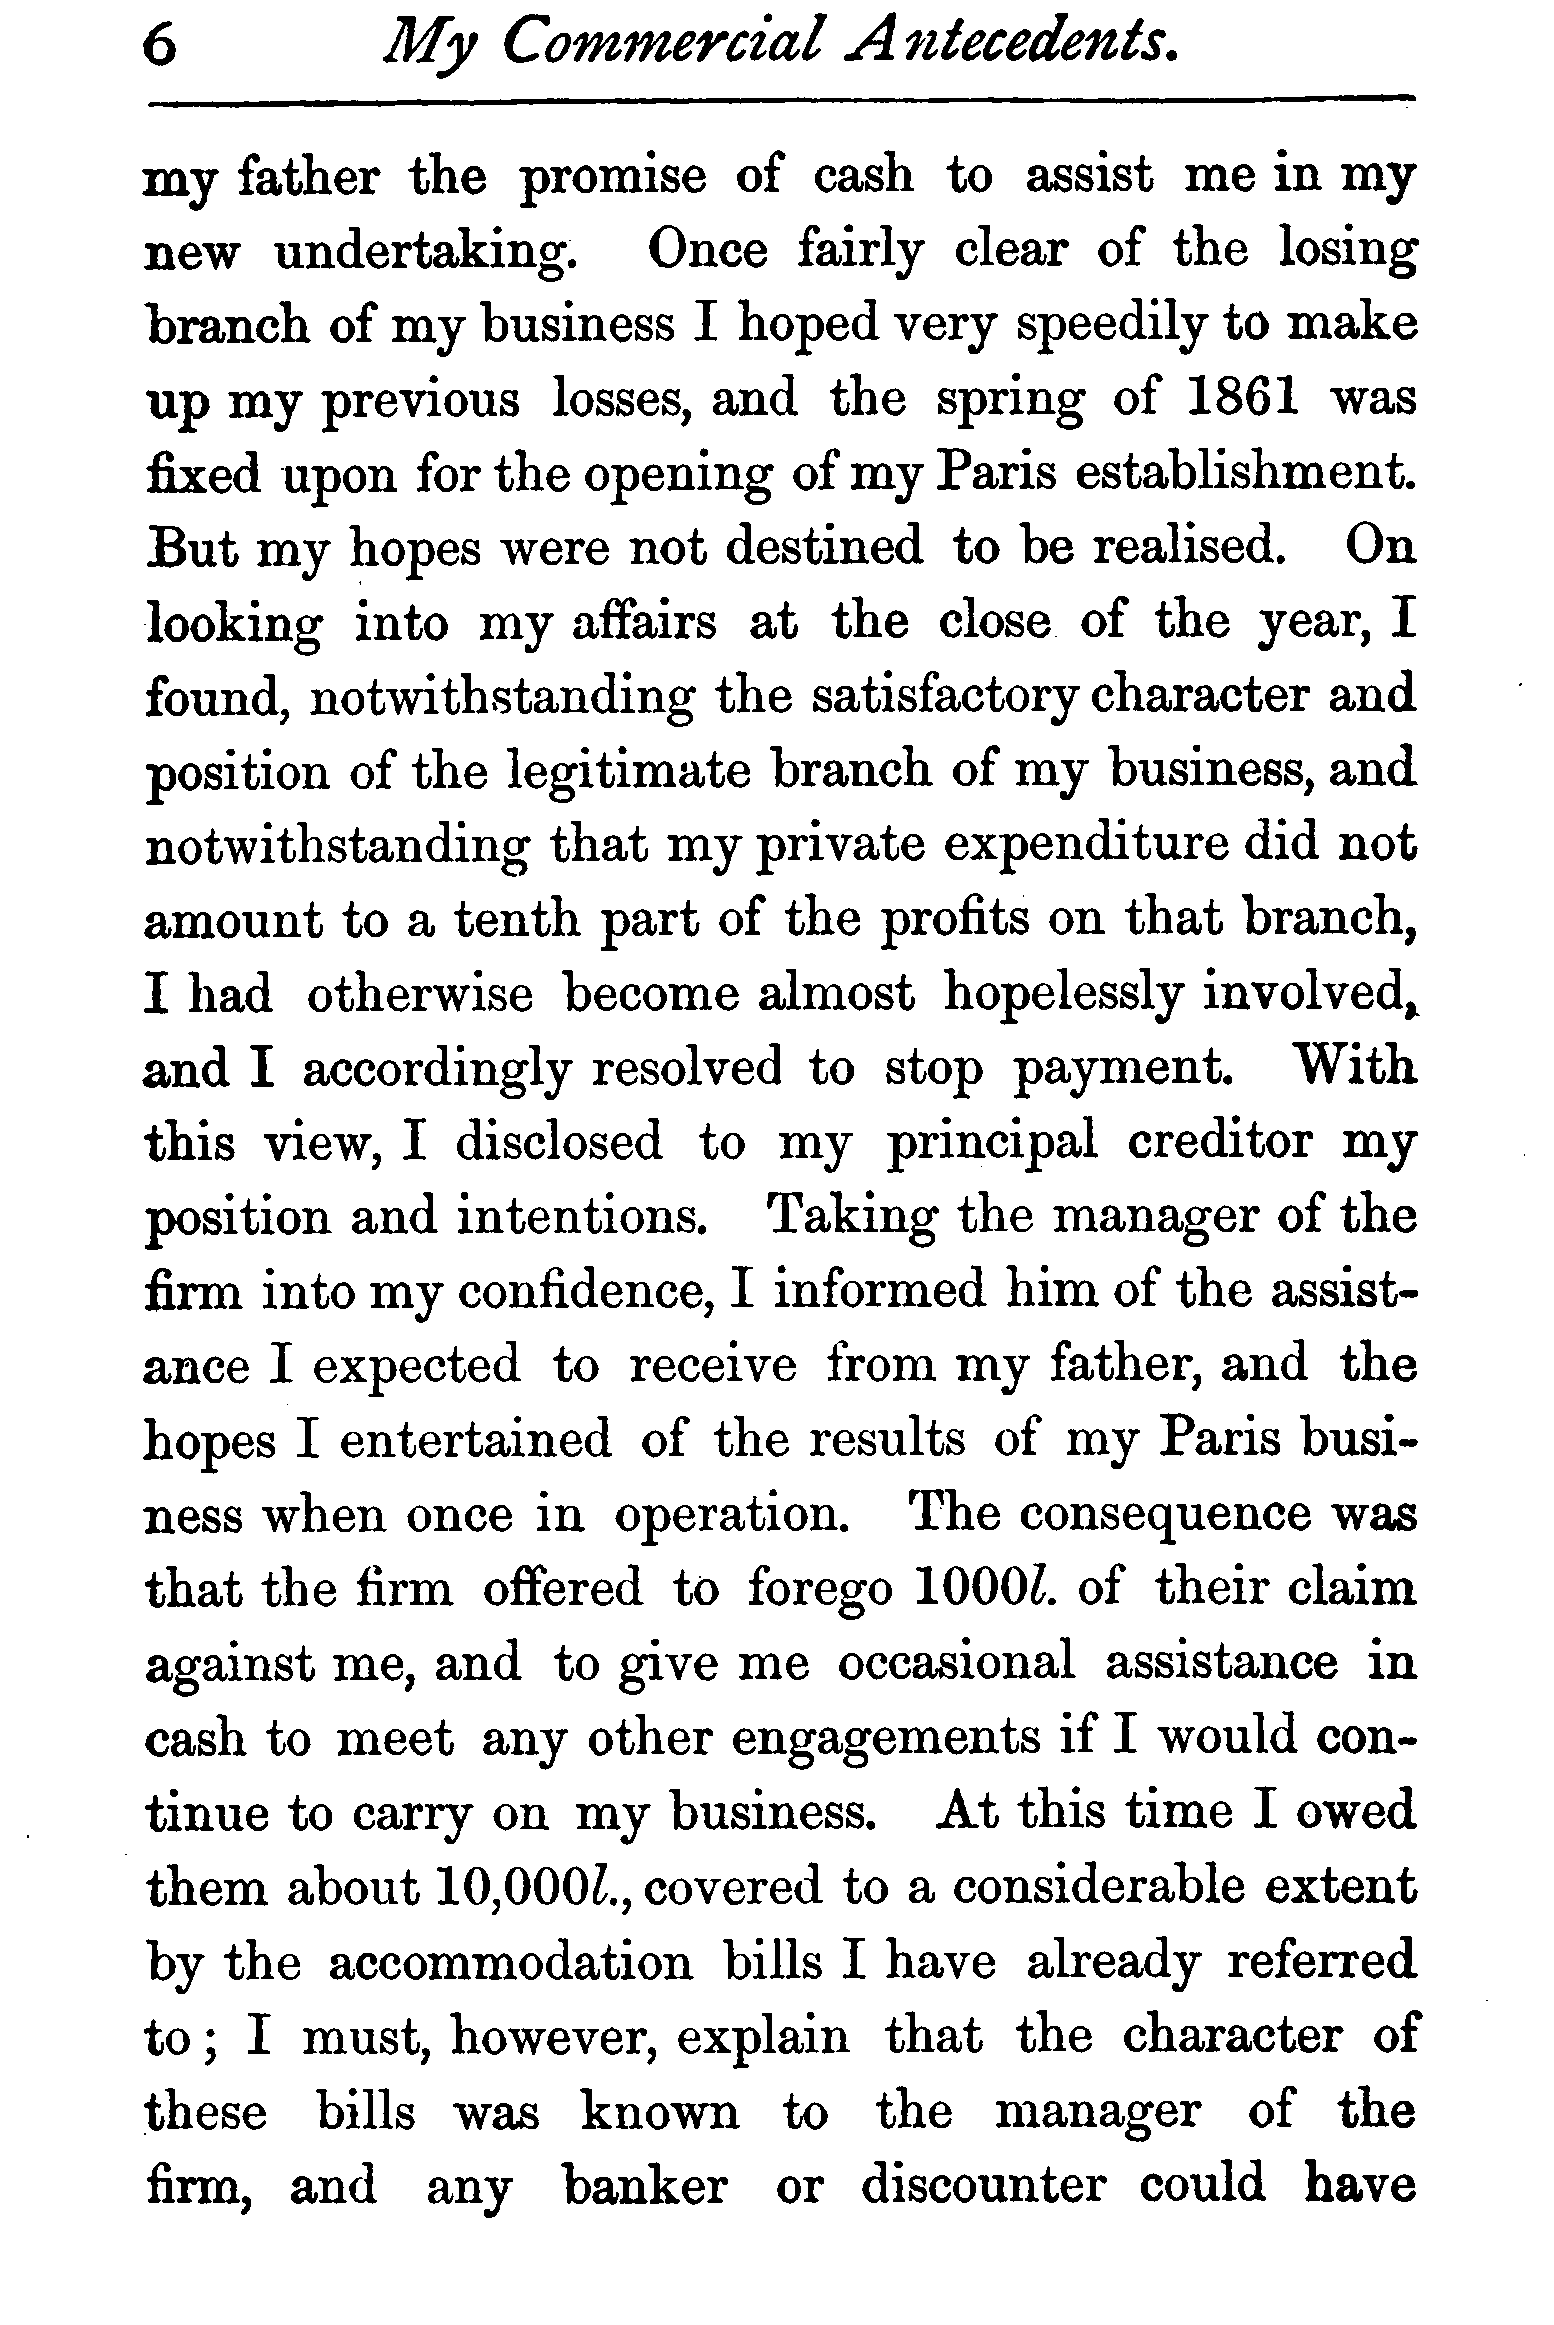 6 My Commercial Antecedents.
my father the promise of cash to assist me in my
new undertaking. Once fairly clear of the losing
branch of my business I hoped very speedily to make
up my previous losses, and the spring of 1861 was
fixed upon for the opening of my Paris establishment.
But my hopes were not destined to be realised. On
looking into my affairs at the close of the year, I
found, notwithstanding the satisfactory character and
position of the legitimate branch of my business, and
notwithstanding that my private expenditure did not
amount to a tenth part of the profits on that branch,
I had otherwise become almost hopelessly involved,
and I accordingly resolved to stop payment. With
this view, I disclosed to my principal creditor my
position and intentions. Taking the manager of the
firm into my confidence, I informed him of the assist-
ance I expected to receive from my father, and the
hopes I entertained of the results of my Paris busi-
ness when once in operation. The consequence was
that the firm offered to forego 1000l. of their claim
against me, and to give me occasional assistance in
cash to meet any other engagements if I would con-
tinue to carry on my business. At this time I owed
them about 10,000l., covered to a considerable extent
by the accommodation bills I have already referred
to; I must, however, explain that the character of
these bills was known to the manager of the
firm, and any banker or discounter could have